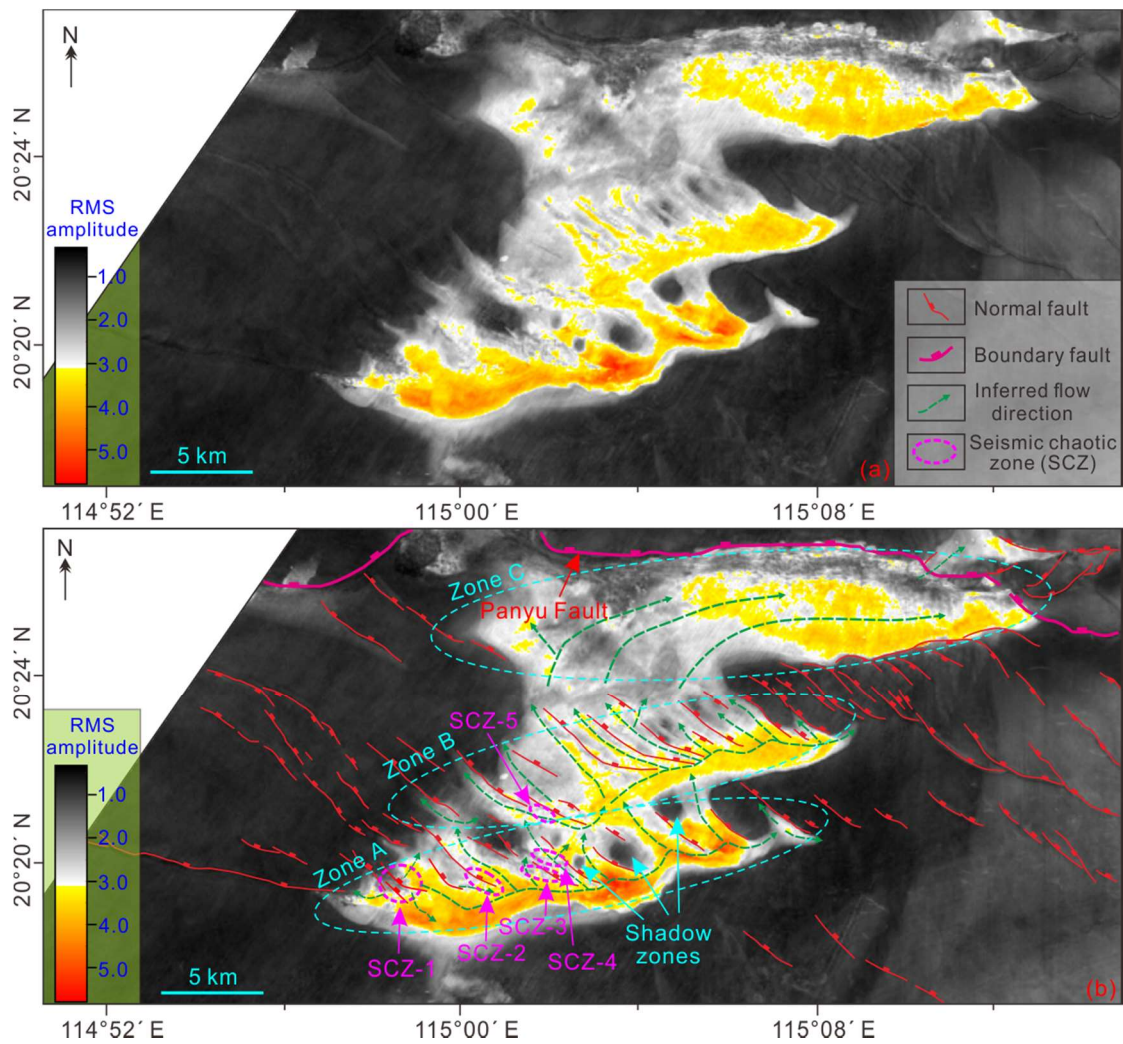 N
20°24′ N
20°20′ N
RMS
amplitude
1.0
2.0
3.0
4.0
5.0
5 km
Normal fault
Boundary fault
Inferred flow
direction
Seismic chaotic
zone (SCZ)
(a)
114°52′ E
115°00′ E
115°08′ E
N
Zone C
Panyu Fault
20°24′ N
SCZ-5
Zone B
RMS
amplitude
1.0
2.0
3.0
4.0
5.0
20°20′ N
Zone A
SCZ-3
SCZ-2
SCZ-4
SCZ-1
Shadow
zones
5 km
(b)
114°52′ E
115°00′ E
115°08′ E